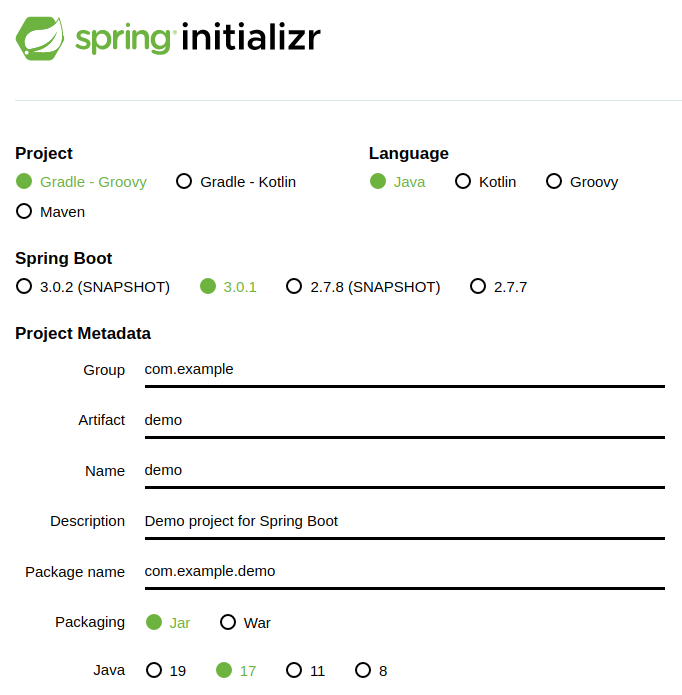 spring initializr
Project
Language
Gradle - Groovy Gradle - Kotlin
Java Kotlin Groovy
Maven
Spring Boot
3.0.2 (SNAPSHOT) 3.0.1 2.7.8 (SNAPSHOT) 2.7.7
Project Metadata
Group com.example
Artifact demo
Name demo
Description Demo project for Spring Boot
Package name com.example.demo
Packaging Jar War
Java 19 17 11 8